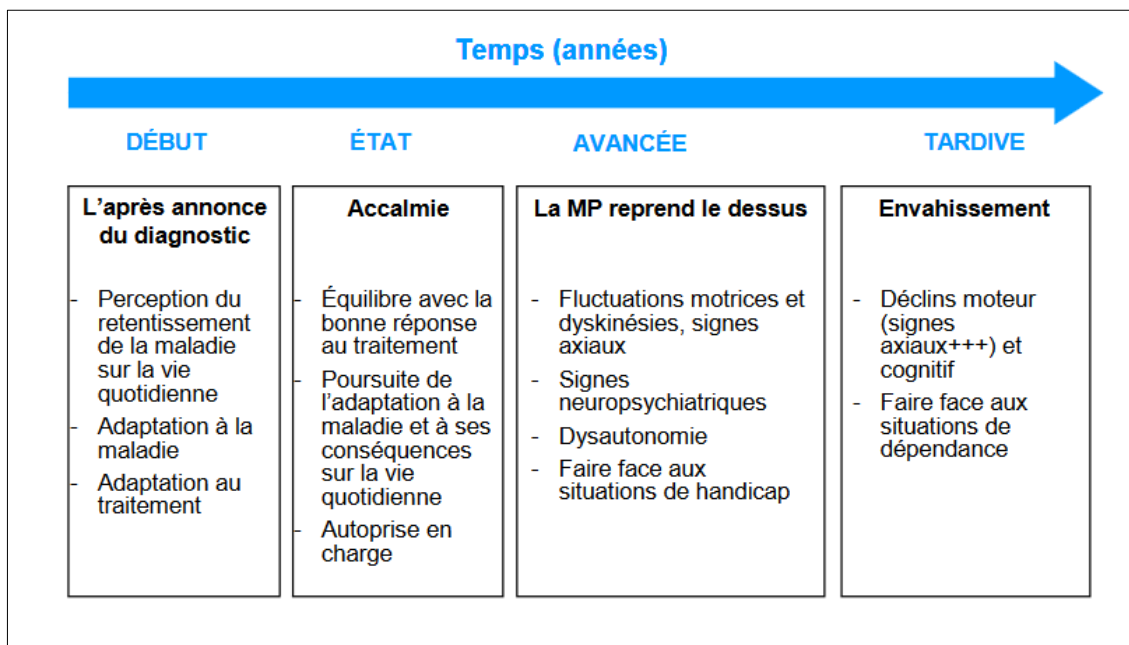 Temps (années)
DÉBUT
ÉTAT
AVANCÉE
TARDIVE
L'après annonce
du diagnostic
- Perception du
retentissement
de la maladie
sur la vie
quotidienne
- Adaptation à la
maladie
- Adaptation au
traitement
Accalmie
- Équilibre avec la
bonne réponse
au traitement
- Poursuite de
l'adaptation à la
maladie et à ses
conséquences
sur la vie
quotidienne
- Autoprise en
charge
La MP reprend le dessus
- Fluctuations motrices et
dyskinésies, signes
axiaux
- Signes
neuropsychiatriques
- Dysautonomie
- Faire face aux
situations de handicap
Envahissement
- Déclins moteur
(signes
axiaux+++) et
cognitif
- Faire face aux
situations de
dépendance